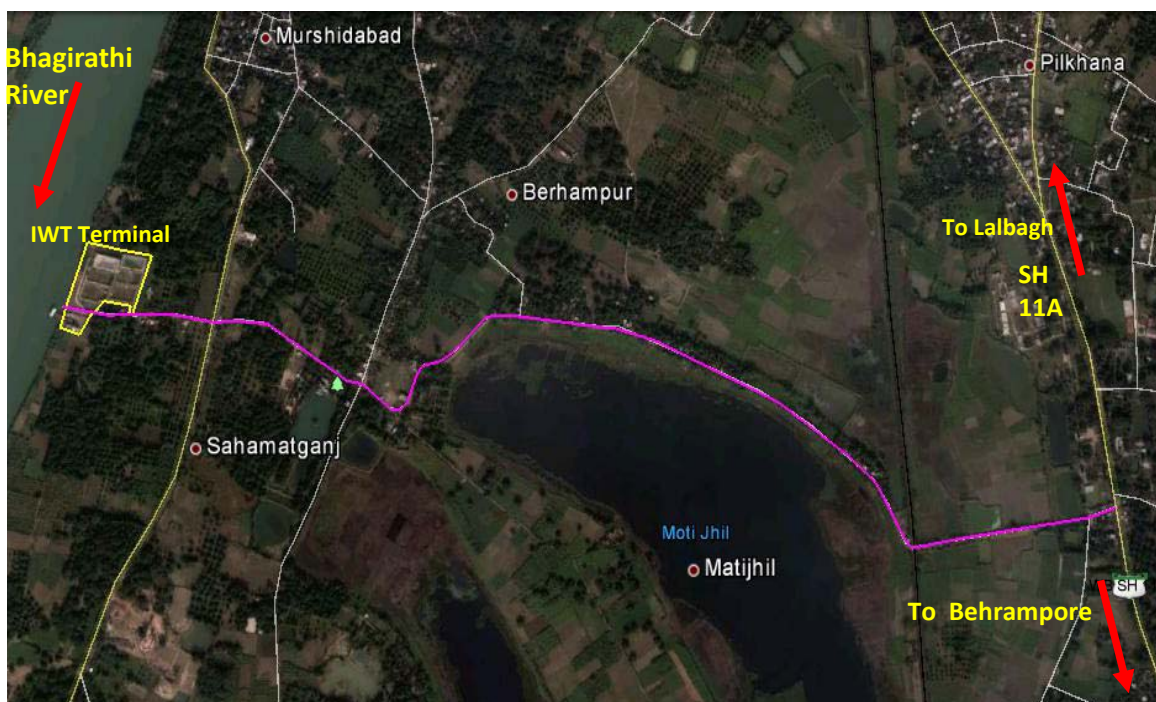 Murshidabad
Bhagirathi
River
Pilkhana
Berhampur
IWT Terminal
To Lalbagh
SH
11A
Sahamatganj
Moti Jhil
Matijhil
SH
To Behrampore